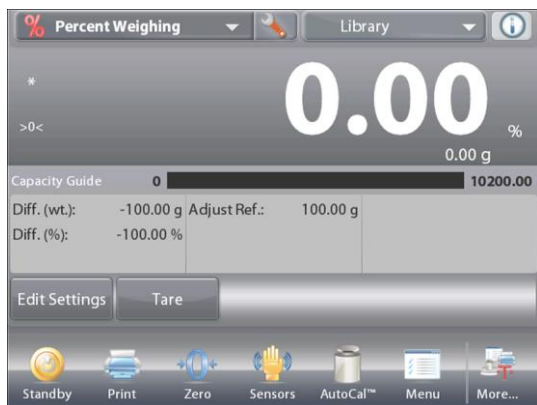 % Percent Weighing Library
*
>0<
0.00 %
0.00 g
Capacity Guide 0 10200.00
Diff. (wt.): -100.00 g Adjust Ref.: 100.00 g
Diff. (%): -100.00 %
Edit Settings Tare
Standby Print Zero Sensors AutoCal™ Menu More...